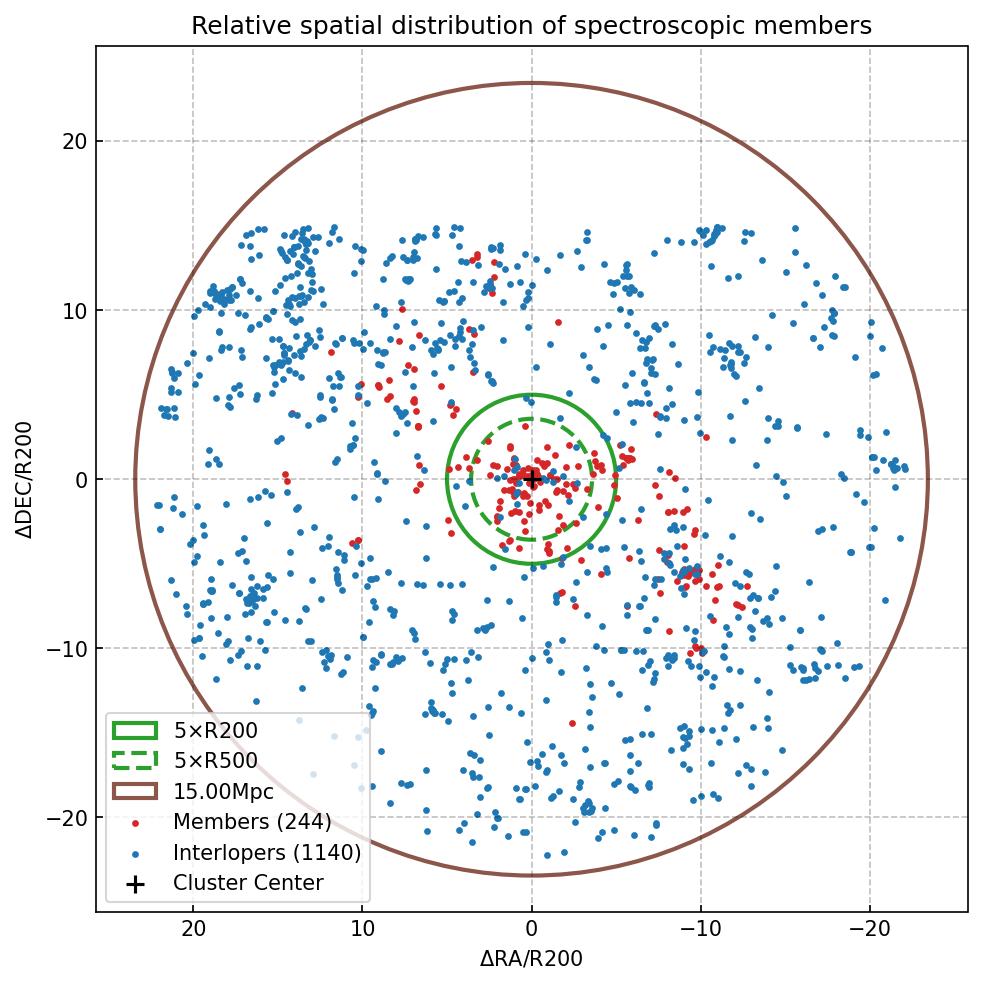 Relative spatial distribution of spectroscopic members
20
10
0
−10
−20
ΔDEC/R200
5×R200
5×R500
15.00Mpc
Members (244)
Interlopers (1140)
Cluster Center
20
10
0
−10
−20
ΔRA/R200